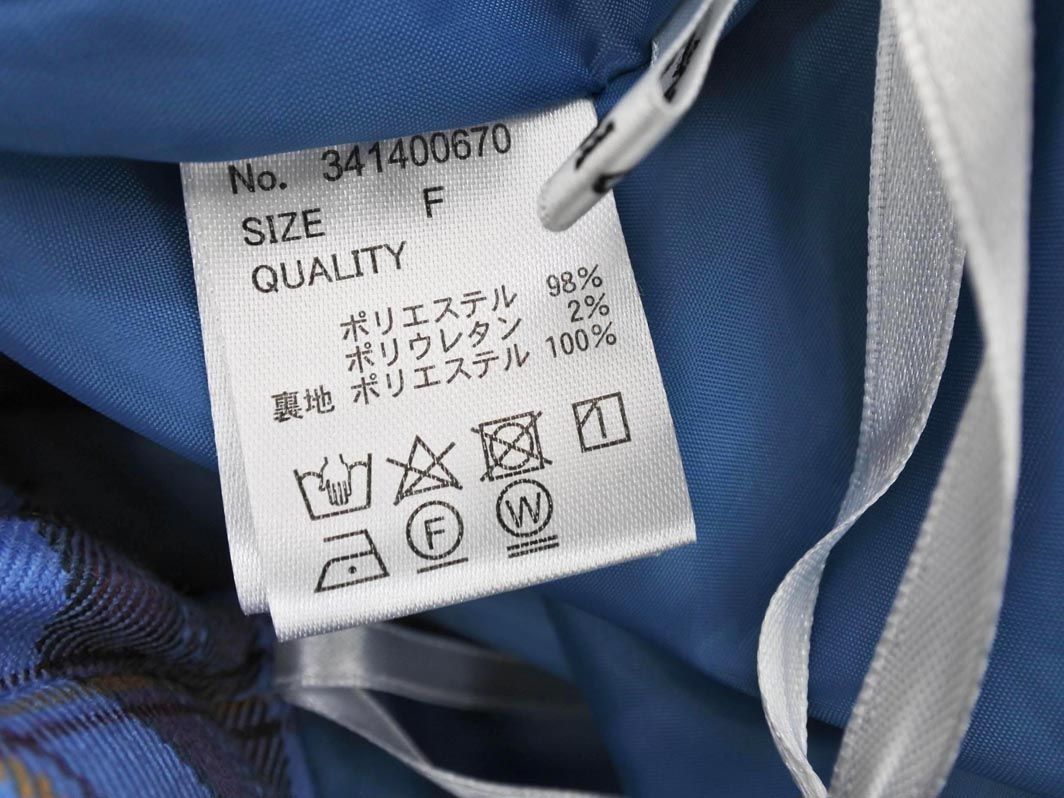 No. 341400670
SIZE F
QUALITY
ポリエステル 98%
ポリウレタン 2%
裏地 ポリエステル 100%
F
W